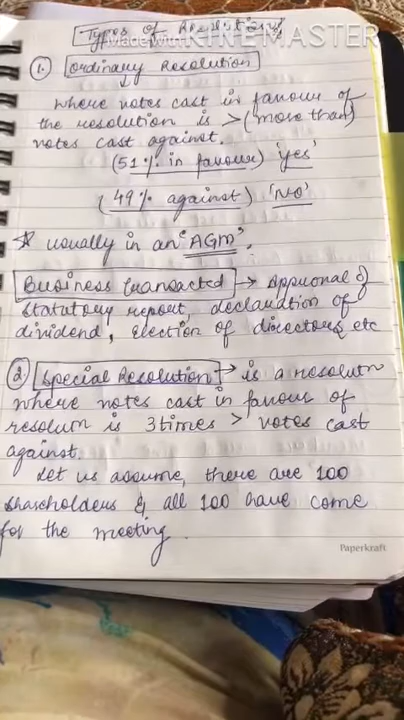 Types of Resolutions
Made with KINEMASTER
1. Ordinary Resolution
↓
where votes cast in favour of
the resolution is > (more than)
votes cast against.
(51% in favour) 'Yes'
(49% against) 'No'
☆ usually in an 'AGM'.
Business transacted → Approval of
statutory report, declaration of
dividend, election of directors etc
2 Special Resolution → is a resolutn
where votes cast in favour of
resolutn is 3 times > votes cast
against.
Let us assume, there are 100
shareholders & all 100 have come
for the meeting.
Paperkraft